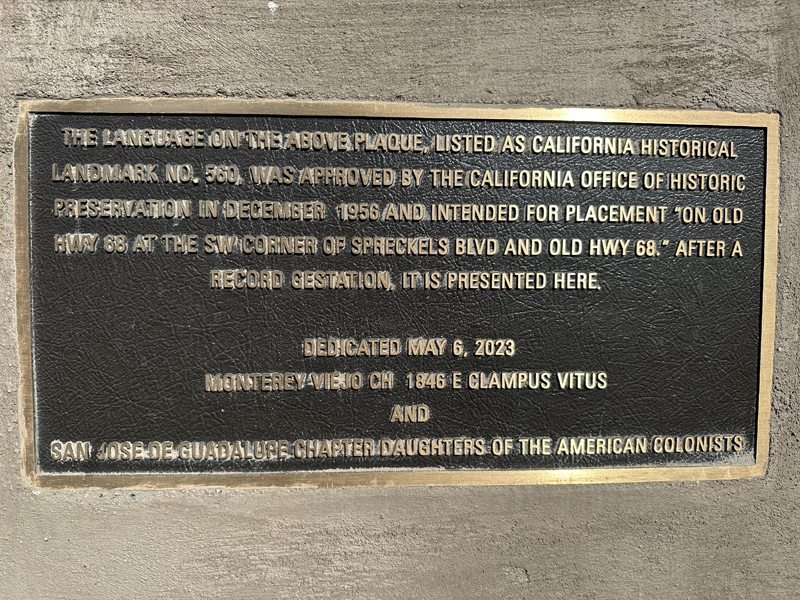 THE LANGUAGE ON THE ABOVE PLAQUE, LISTED AS CALIFORNIA HISTORICAL
LANDMARK NO. 560, WAS APPROVED BY THE CALIFORNIA OFFICE OF HISTORIC
PRESERVATION IN DECEMBER 1956 AND INTENDED FOR PLACEMENT "ON OLD
HWY 68 AT THE SW CORNER OF SPRECKELS BLVD AND OLD HWY 68." AFTER A
RECORD GESTATION, IT IS PRESENTED HERE.
DEDICATED MAY 6, 2023
MONTEREY VIEJO CH 1846 E CLAMPUS VITUS
AND
SAN JOSE DE GUADALUPE CHAPTER DAUGHTERS OF THE AMERICAN COLONISTS